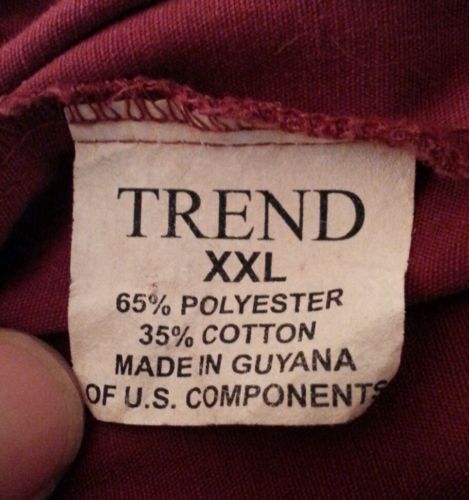 TREND
XXL
65% POLYESTER
35% COTTON
MADE IN GUYANA
OF U.S. COMPONENTS